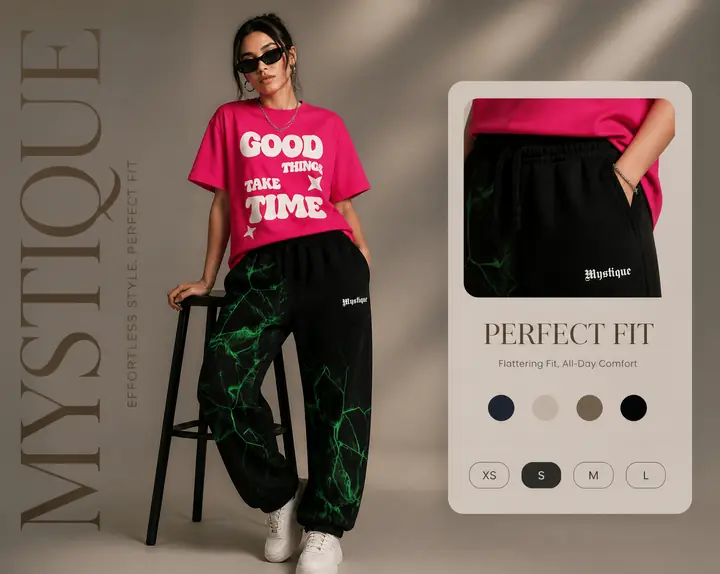 MYSTIQUE
EFFORTLESS STYLE. PERFECT FIT
GOOD
THINGS
TAKE
TIME
Mystique
Mystique
PERFECT FIT
Flattering Fit, All-Day Comfort
XS
S
M
L